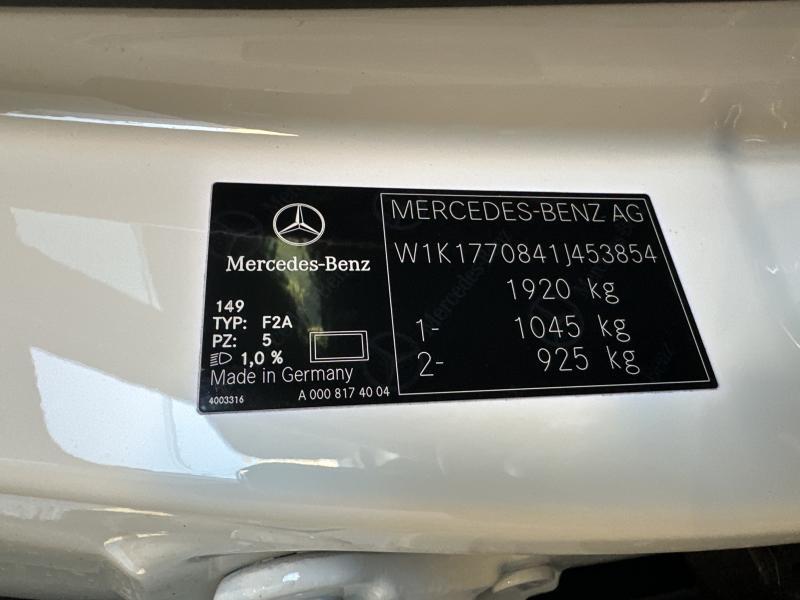 Mercedes-Benz
149
TYP: F2A
PZ: 5
1,0 %
Made in Germany
4003316 A 000 817 40 04
MERCEDES-BENZ AG
W1K1770841J453854
1920 kg
1- 1045 kg
2- 925 kg